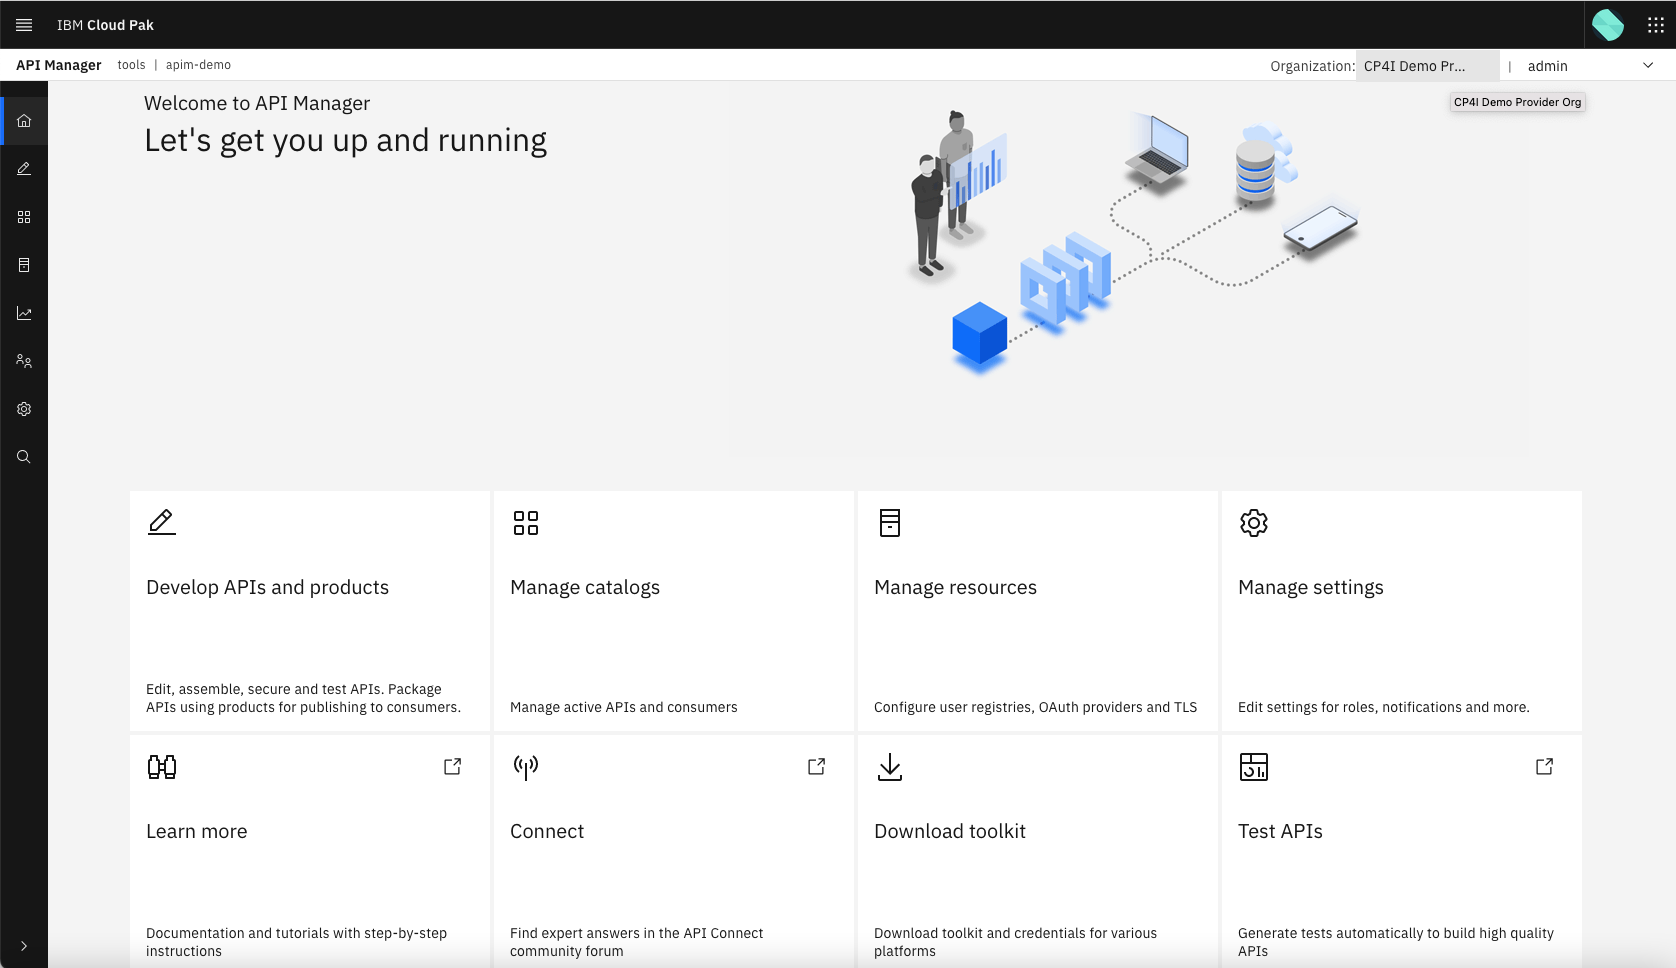 IBM Cloud Pak
API Manager tools | apim-demo Organization: CP4I Demo Pr... | admin
CP4I Demo Provider Org
Welcome to API Manager
Let's get you up and running
Develop APIs and products
Edit, assemble, secure and test APIs. Package
APIs using products for publishing to consumers.
Manage catalogs
Manage active APIs and consumers
Manage resources
Configure user registries, OAuth providers and TLS
Manage settings
Edit settings for roles, notifications and more.
Learn more
Documentation and tutorials with step-by-step
instructions
Connect
Find expert answers in the API Connect
community forum
Download toolkit
Download toolkit and credentials for various
platforms
Test APIs
Generate tests automatically to build high quality
APIs